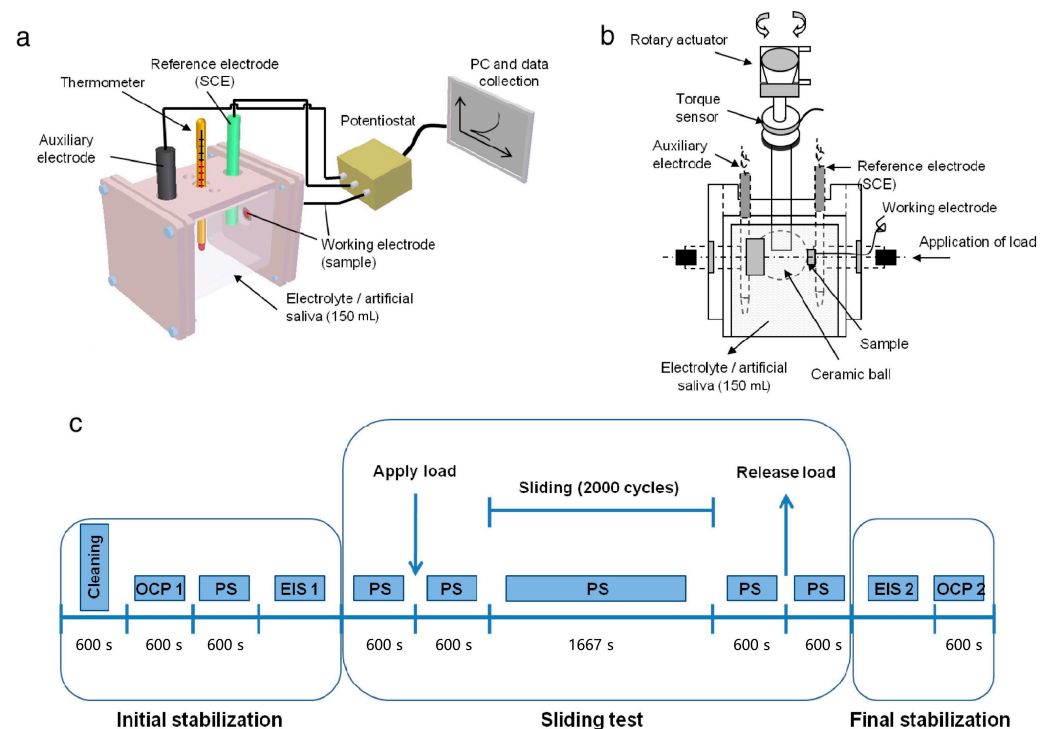 a
Thermometer
Reference electrode
(SCE)
PC and data
collection
Potentiostat
Auxiliary
electrode
Working electrode
(sample)
Electrolyte / artificial
saliva (150 mL)
b
Rotary actuator
Torque
sensor
Auxiliary
electrode
Reference electrode
(SCE)
Working electrode
Application of load
Sample
Electrolyte / artificial
saliva (150 mL)
Ceramic ball
c
Apply load
Sliding (2000 cycles)
Release load
Cleaning
OCP 1
PS
EIS 1
PS
PS
PS
PS
PS
EIS 2
OCP 2
600 s
600 s
600 s
600 s
600 s
1667 s
600 s
600 s
600 s
Initial stabilization
Sliding test
Final stabilization